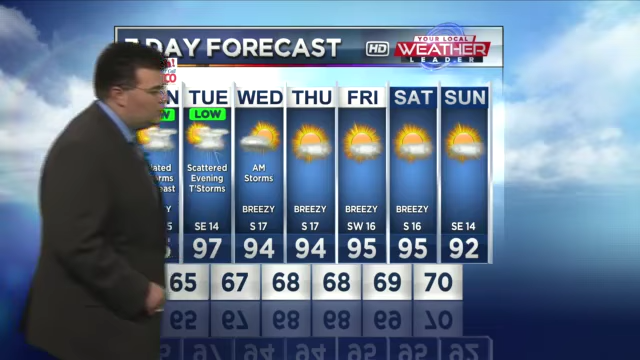 DAY FORECAST
HD
YOUR LOCAL
WEATHER
LEADER
TUE WED THU FRI SAT SUN
LOW
Scattered
Evening
T'Storms
AM
Storms
BREEZY BREEZY BREEZY BREEZY
SE 14 S 17 S 17 SW 16 S 16 SE 14
97 94 94 95 95 92
65 67 68 68 69 70